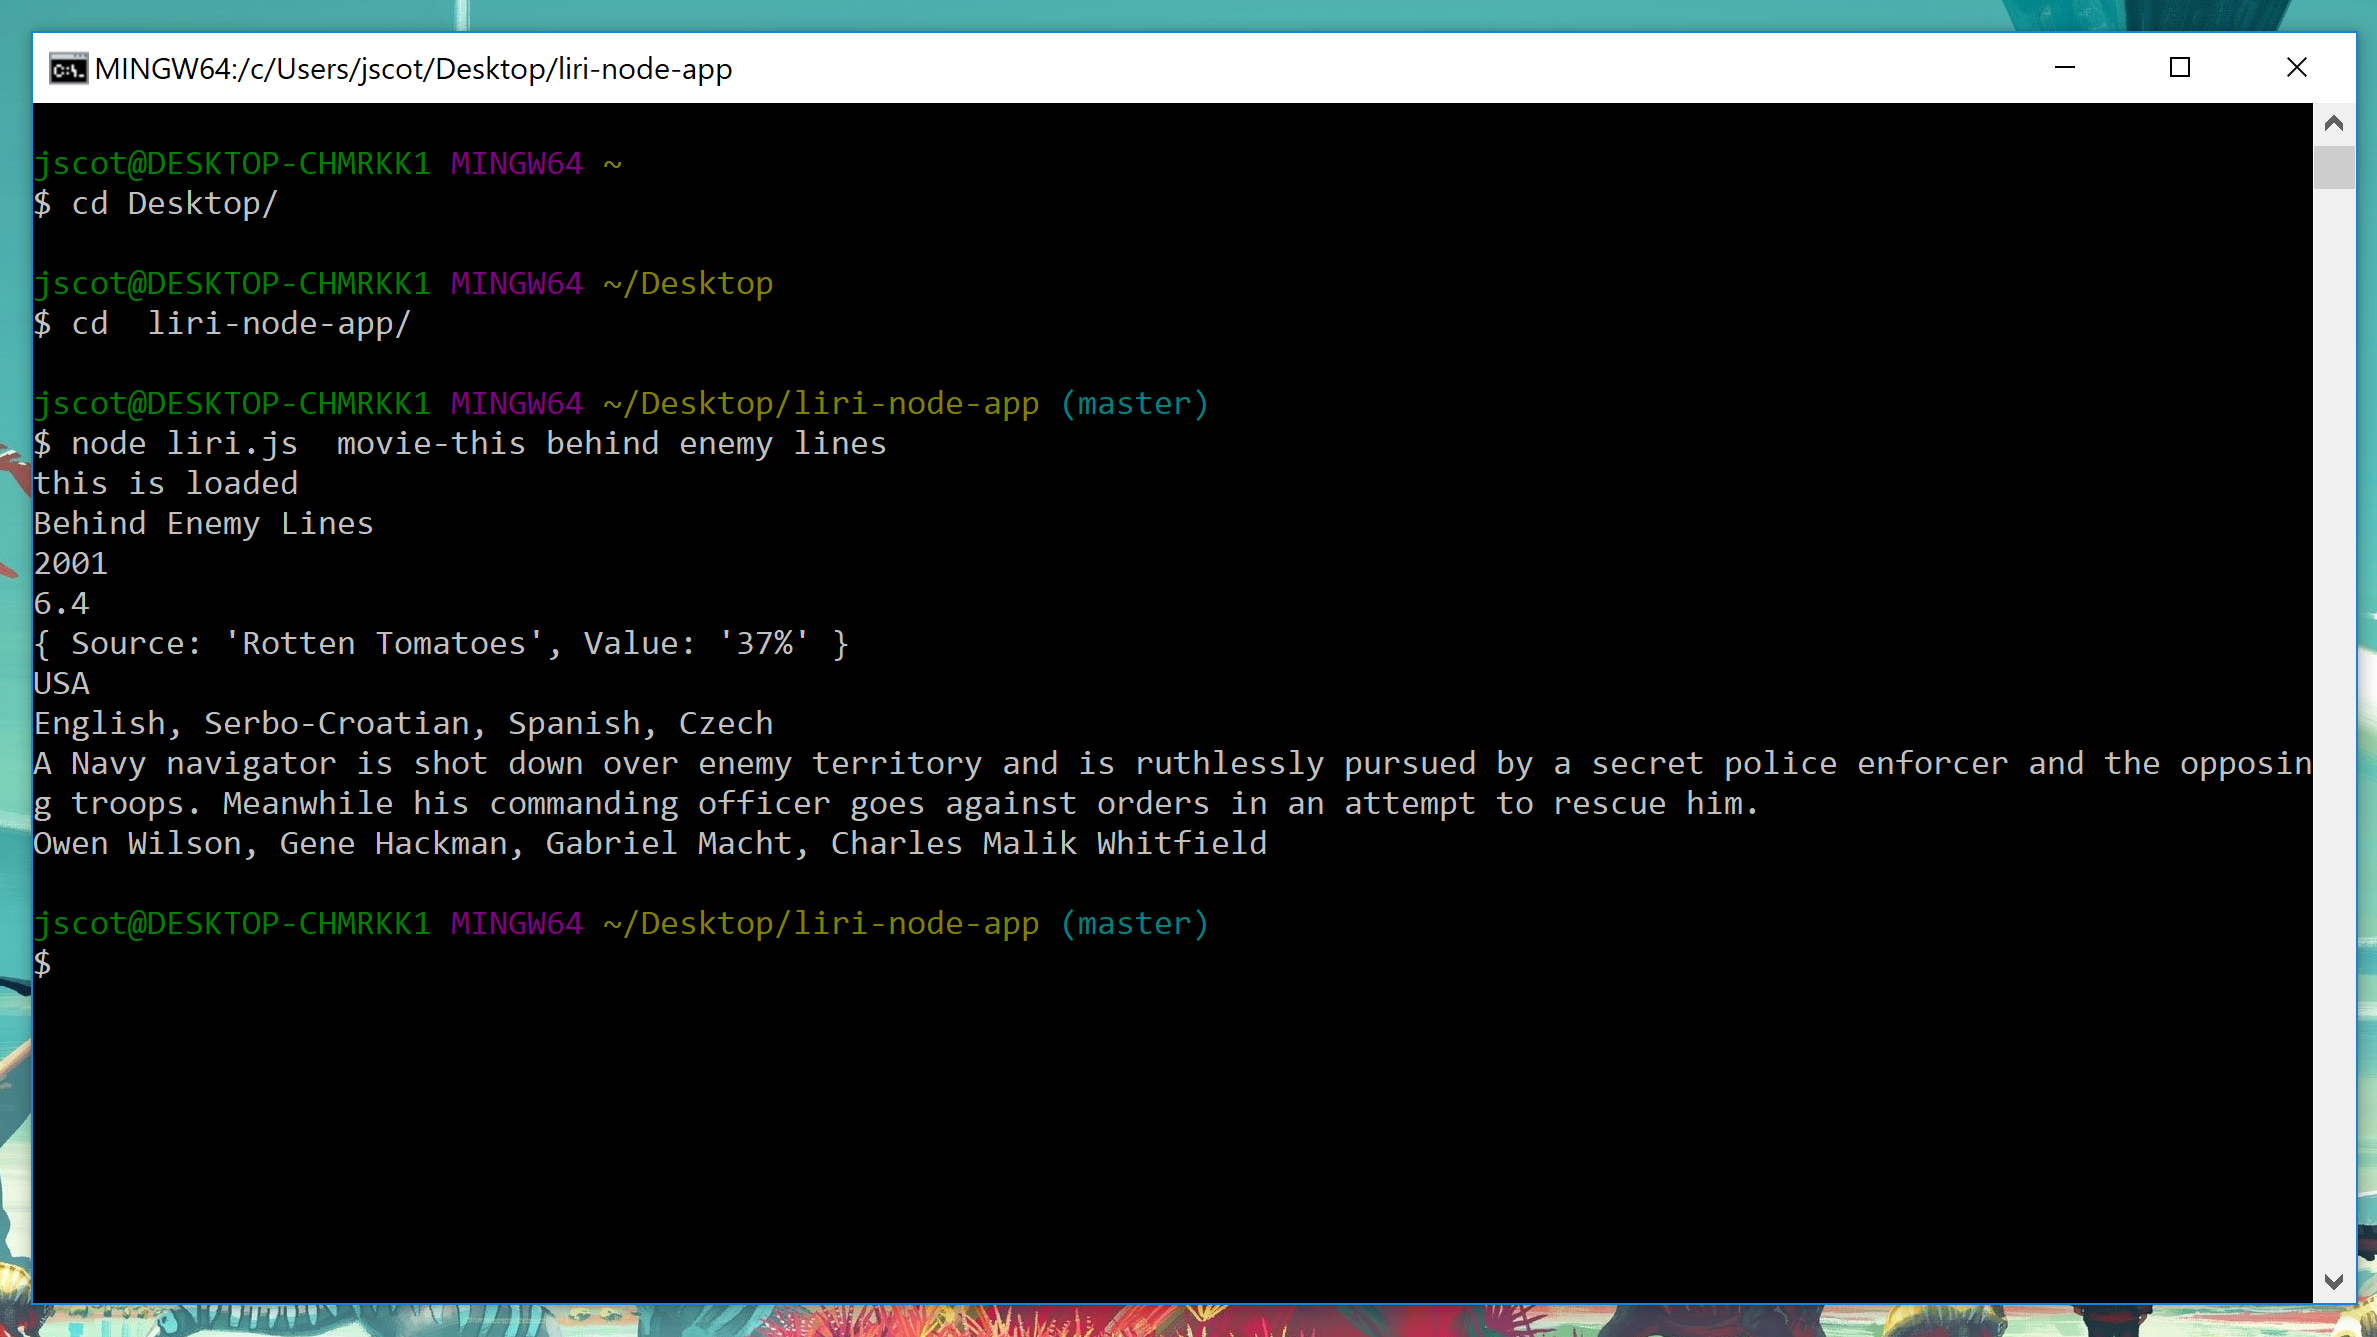 MINGW64:/c/Users/jscot/Desktop/liri-node-app
jscot@DESKTOP-CHMRKK1 MINGW64 ~
$ cd Desktop/
jscot@DESKTOP-CHMRKK1 MINGW64 ~/Desktop
$ cd  liri-node-app/
jscot@DESKTOP-CHMRKK1 MINGW64 ~/Desktop/liri-node-app (master)
$ node liri.js  movie-this behind enemy lines
this is loaded
Behind Enemy Lines
2001
6.4
{ Source: 'Rotten Tomatoes', Value: '37%' }
USA
English, Serbo-Croatian, Spanish, Czech
A Navy navigator is shot down over enemy territory and is ruthlessly pursued by a secret police enforcer and the opposin
g troops. Meanwhile his commanding officer goes against orders in an attempt to rescue him.
Owen Wilson, Gene Hackman, Gabriel Macht, Charles Malik Whitfield
jscot@DESKTOP-CHMRKK1 MINGW64 ~/Desktop/liri-node-app (master)
$